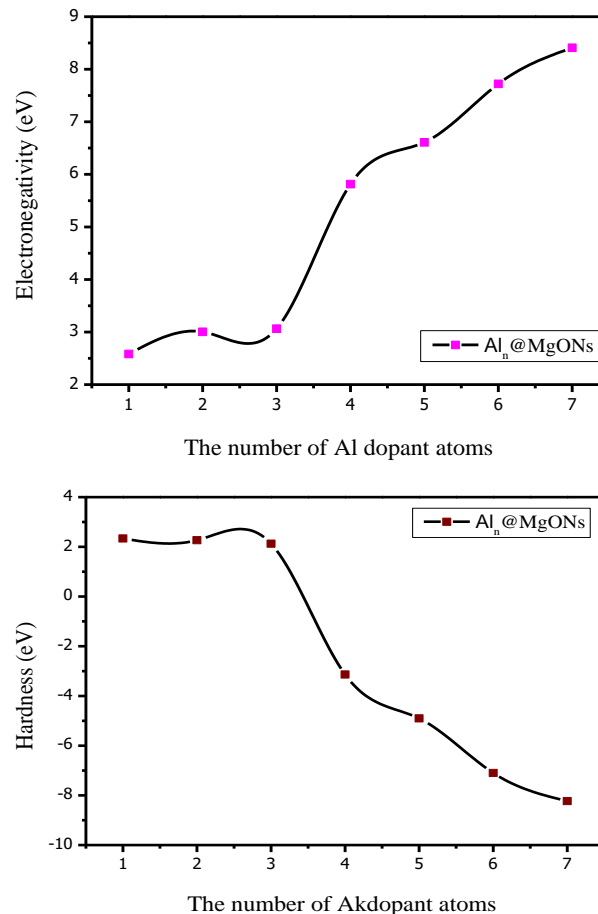 9
8
7
6
5
4
3
2
Electronegativity (eV)
Aln@MgONs
1 2 3 4 5 6 7
The number of Al dopant atoms
4
2
0
-2
-4
-6
-8
-10
Hardness (eV)
Aln@MgONs
1 2 3 4 5 6 7
The number of Akdopant atoms